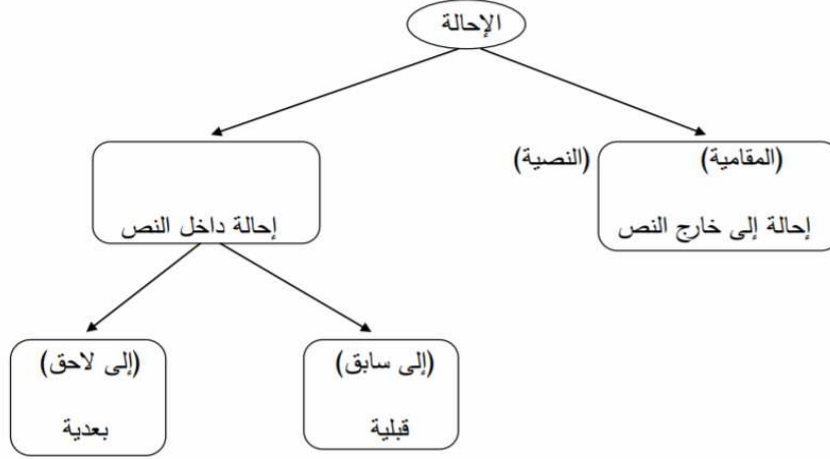 الإحالة
(المقامية) (النصية)
إحالة إلى خارج النص إحالة داخل النص
(إلى سابق) (إلى لاحق)
قبلية بعدية